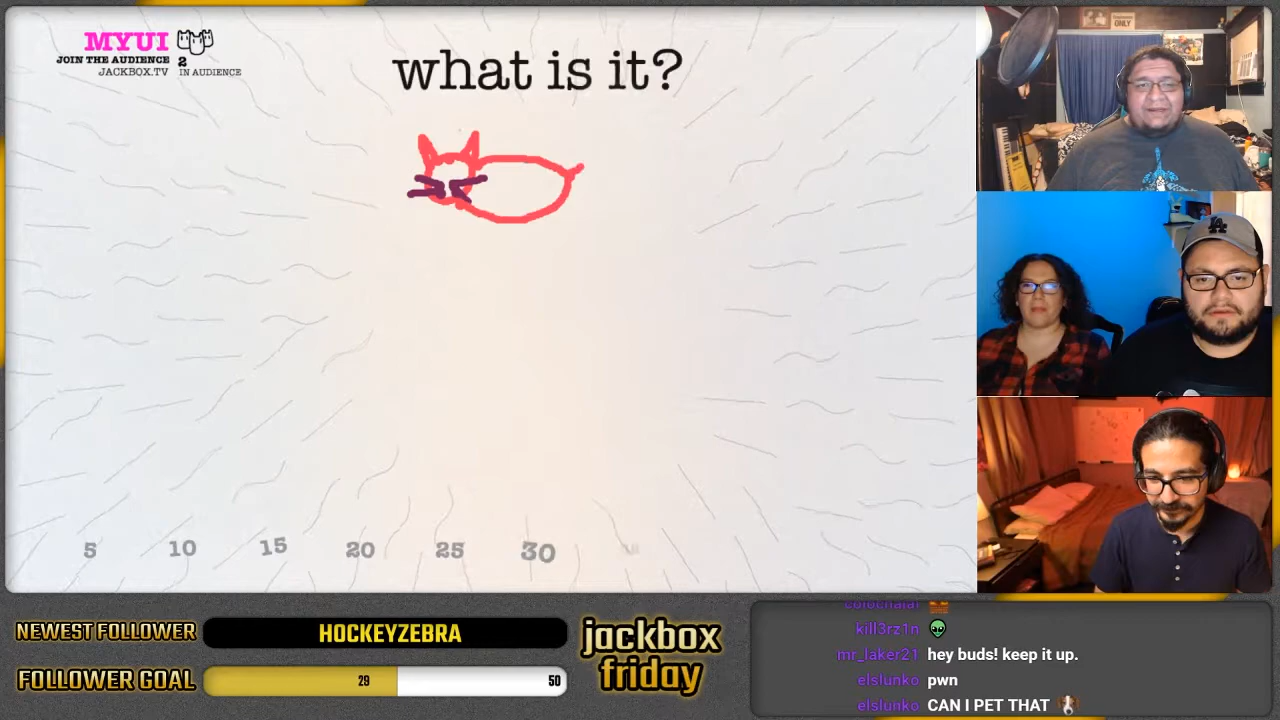 MYUI
JOIN THE AUDIENCE
JACKBOX.TV
2
IN AUDIENCE
what is it?
5 10 15 20 25 30
NEWEST FOLLOWER HOCKEYZEBRA
FOLLOWER GOAL 29 50
jackbox
friday
kill3rz1n
mr_laker21 hey buds! keep it up.
elslunko pwn
elslunko CAN I PET THAT